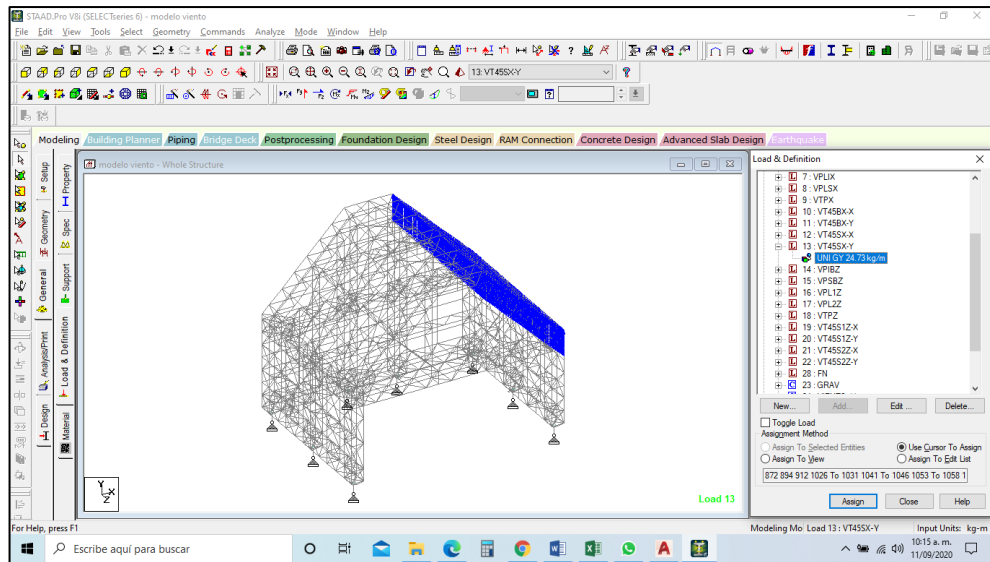 STAAD.Pro V8i (SELECTseries 6) - modelo viento
File Edit View Tools Select Geometry Commands Analyze Mode Window Help
13: VT45SX-Y
Modeling Building Planner Piping Bridge Deck Postprocessing Foundation Design Steel Design RAM Connection Concrete Design Advanced Slab Design Earthquake
Setup
Geometry
General
Analysis/Print
Design
Property
Spec
Support
Load & Definition
Material
modelo viento - Whole Structure
Y
X
Z
Load 13
Load & Definition
7 : VPLIX
8 : VPLSX
9 : VTPX
10 : VT45BX-X
11 : VT45BX-Y
12 : VT45SX-X
13 : VT45SX-Y
UNI GY 24.73 kg/m
14 : VPIBZ
15 : VPSBZ
16 : VPL1Z
17 : VPL2Z
18 : VTPZ
19 : VT45S1Z-X
20 : VT45S1Z-Y
21 : VT45S2Z-X
22 : VT45S2Z-Y
28 : FN
23 : GRAV
New... Add... Edit ... Delete...
Toggle Load
Assignment Method
Assign To Selected Entities Use Cursor To Assign
Assign To View Assign To Edit List
872 894 912 1026 To 1031 1041 To 1046 1053 To 1058 1
Assign Close Help
For Help, press F1
Modeling Mo Load 13 : VT45SX-Y Input Units: kg-m
Escribe aquí para buscar
10:15 a. m.
11/09/2020